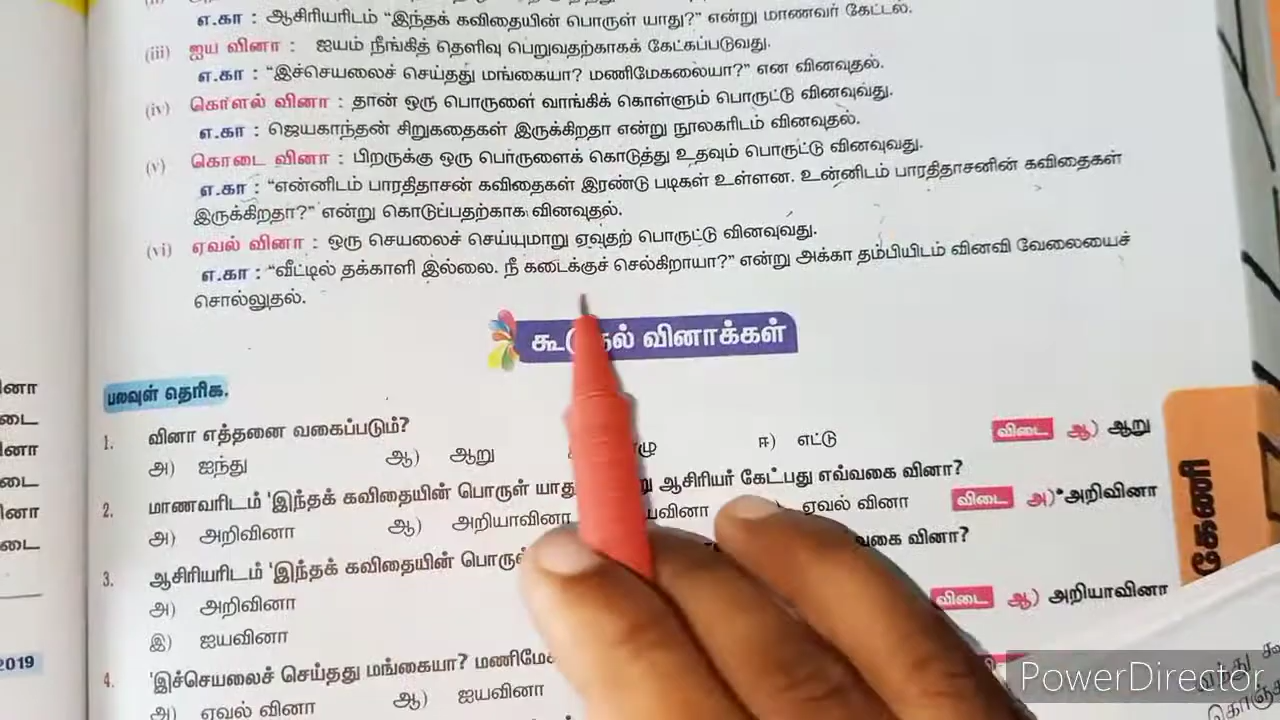 எ.கா : ஆசிரியரிடம் “இந்தக் கவிதையின் பொருள் யாது?” என்று மாணவர் கேட்டல்.
(iii) ஐய வினா : ஐயம் நீங்கித் தெளிவு பெறுவதற்காகக் கேட்கப்படுவது.
எ.கா : “இச்செயலைச் செய்தது மங்கையா? மணிமேகலையா?” என வினவுதல்.
(iv) கொளல் வினா : தான் ஒரு பொருளை வாங்கிக் கொள்ளும் பொருட்டு வினவுவது.
எ.கா : ஜெயகாந்தன் சிறுகதைகள் இருக்கிறதா என்று நூலகரிடம் வினவுதல்.
(v) கொடை வினா : பிறருக்கு ஒரு பொருளைக் கொடுத்து உதவும் பொருட்டு வினவுவது.
எ.கா : “என்னிடம் பாரதிதாசன் கவிதைகள் இரண்டு படிகள் உள்ளன. உன்னிடம் பாரதிதாசனின் கவிதைகள்
இருக்கிறதா?” என்று கொடுப்பதற்காக வினவுதல்.
(vi) ஏவல் வினா : ஒரு செயலைச் செய்யுமாறு ஏவுதற் பொருட்டு வினவுவது.
எ.கா : “வீட்டில் தக்காளி இல்லை. நீ கடைக்குச் செல்கிறாயா?” என்று அக்கா தம்பியிடம் வினவி வேலையைச்
சொல்லுதல்.
வினாக்கள்
பலவுள் தெரிக.
1. வினா எத்தனை வகைப்படும்?
அ) ஐந்து ஆ) ஆறு ஈ) எட்டு விடை ஆ) ஆறு
2. மாணவரிடம் 'இந்தக் கவிதையின் பொருள் ஆசிரியர் கேட்பது எவ்வகை வினா?
அ) அறிவினா ஆ) அறியாவினா ஏவல் வினா விடை அ) அறிவினா
3. ஆசிரியரிடம் 'இந்தக் கவிதையின் வினா?
அ) அறிவினா விடை ஆ) அறியாவினா
இ) ஐயவினா
4. 'இச்செயலைச் செய்தது மங்கையா?
அ) ஏவல் வினா ஆ) ஐயவினா
கேணி
2019
PowerDirector